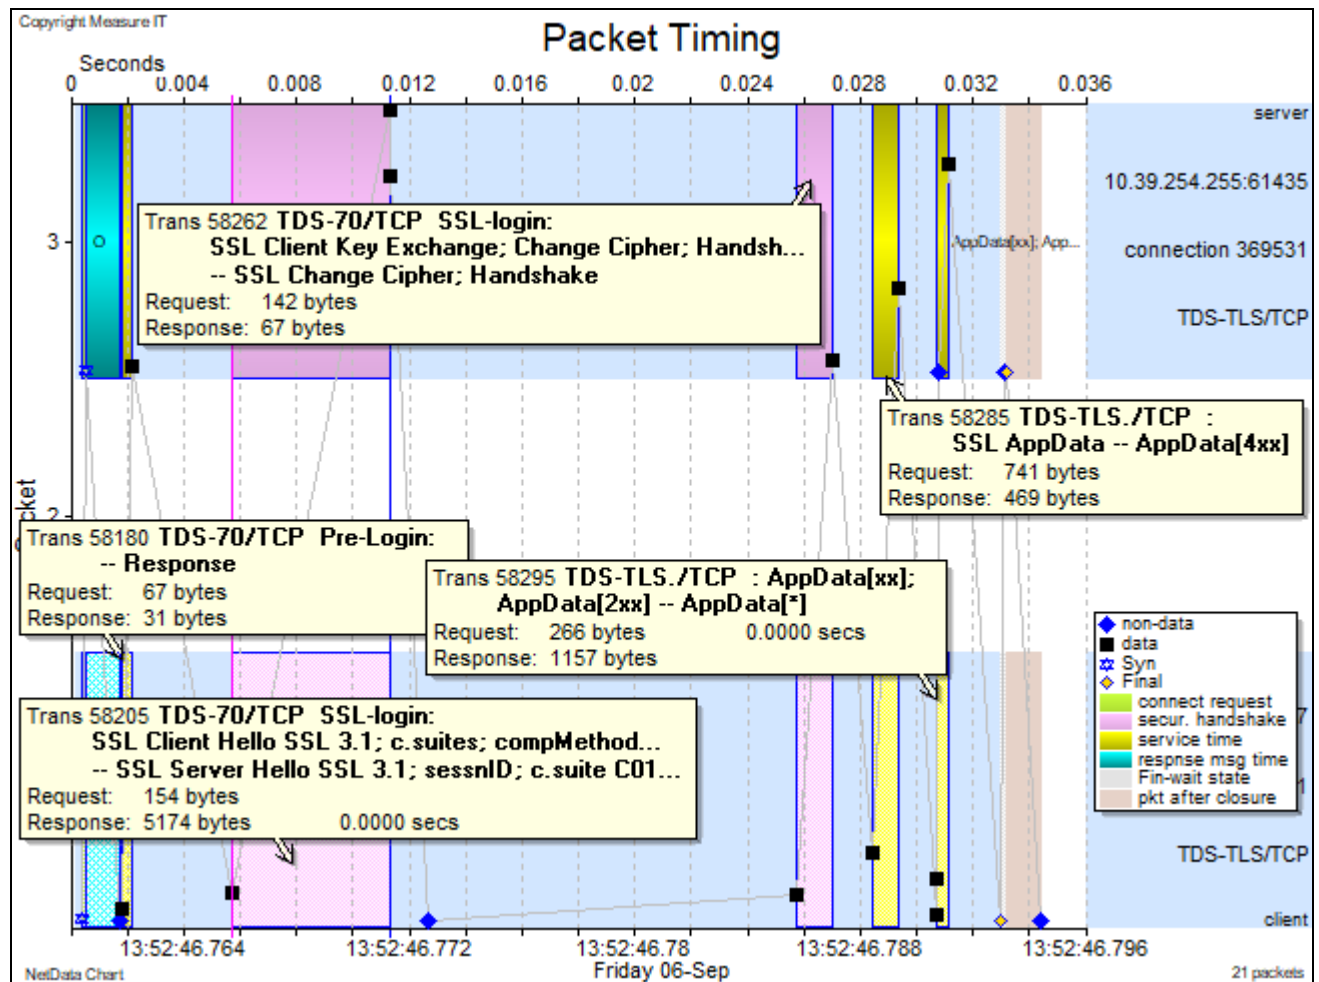 Copyright Measure IT
Packet Timing
Seconds
0 0.004 0.008 0.012 0.016 0.02 0.024 0.028 0.032 0.036
server
10.39.254.255:61435
connection 369531
TDS-TLS/TCP
3
AppData[xx]; App...
Trans 58262 TDS-70/TCP SSL-login:
SSL Client Key Exchange; Change Cipher; Handsh...
-- SSL Change Cipher; Handshake
Request: 142 bytes
Response: 67 bytes
Trans 58285 TDS-TLS./TCP :
SSL AppData -- AppData[4xx]
Request: 741 bytes
Response: 469 bytes
2
Trans 58180 TDS-70/TCP Pre-Login:
-- Response
Request: 67 bytes
Response: 31 bytes
Trans 58295 TDS-TLS./TCP : AppData[xx];
AppData[2xx] -- AppData[*]
Request: 266 bytes 0.0000 secs
Response: 1157 bytes
Trans 58205 TDS-70/TCP SSL-login:
SSL Client Hello SSL 3.1; c.suites; compMethod...
-- SSL Server Hello SSL 3.1; sessnID; c.suite C01...
Request: 154 bytes
Response: 5174 bytes 0.0000 secs
non-data
data
Syn
Final
connect request
secur. handshake
service time
respnse msg time
Fin-wait state
pkt after closure
7
1
TDS-TLS/TCP
client
13:52:46.764 13:52:46.772 13:52:46.78 13:52:46.788 13:52:46.796
Friday 06-Sep
NetData Chart
21 packets